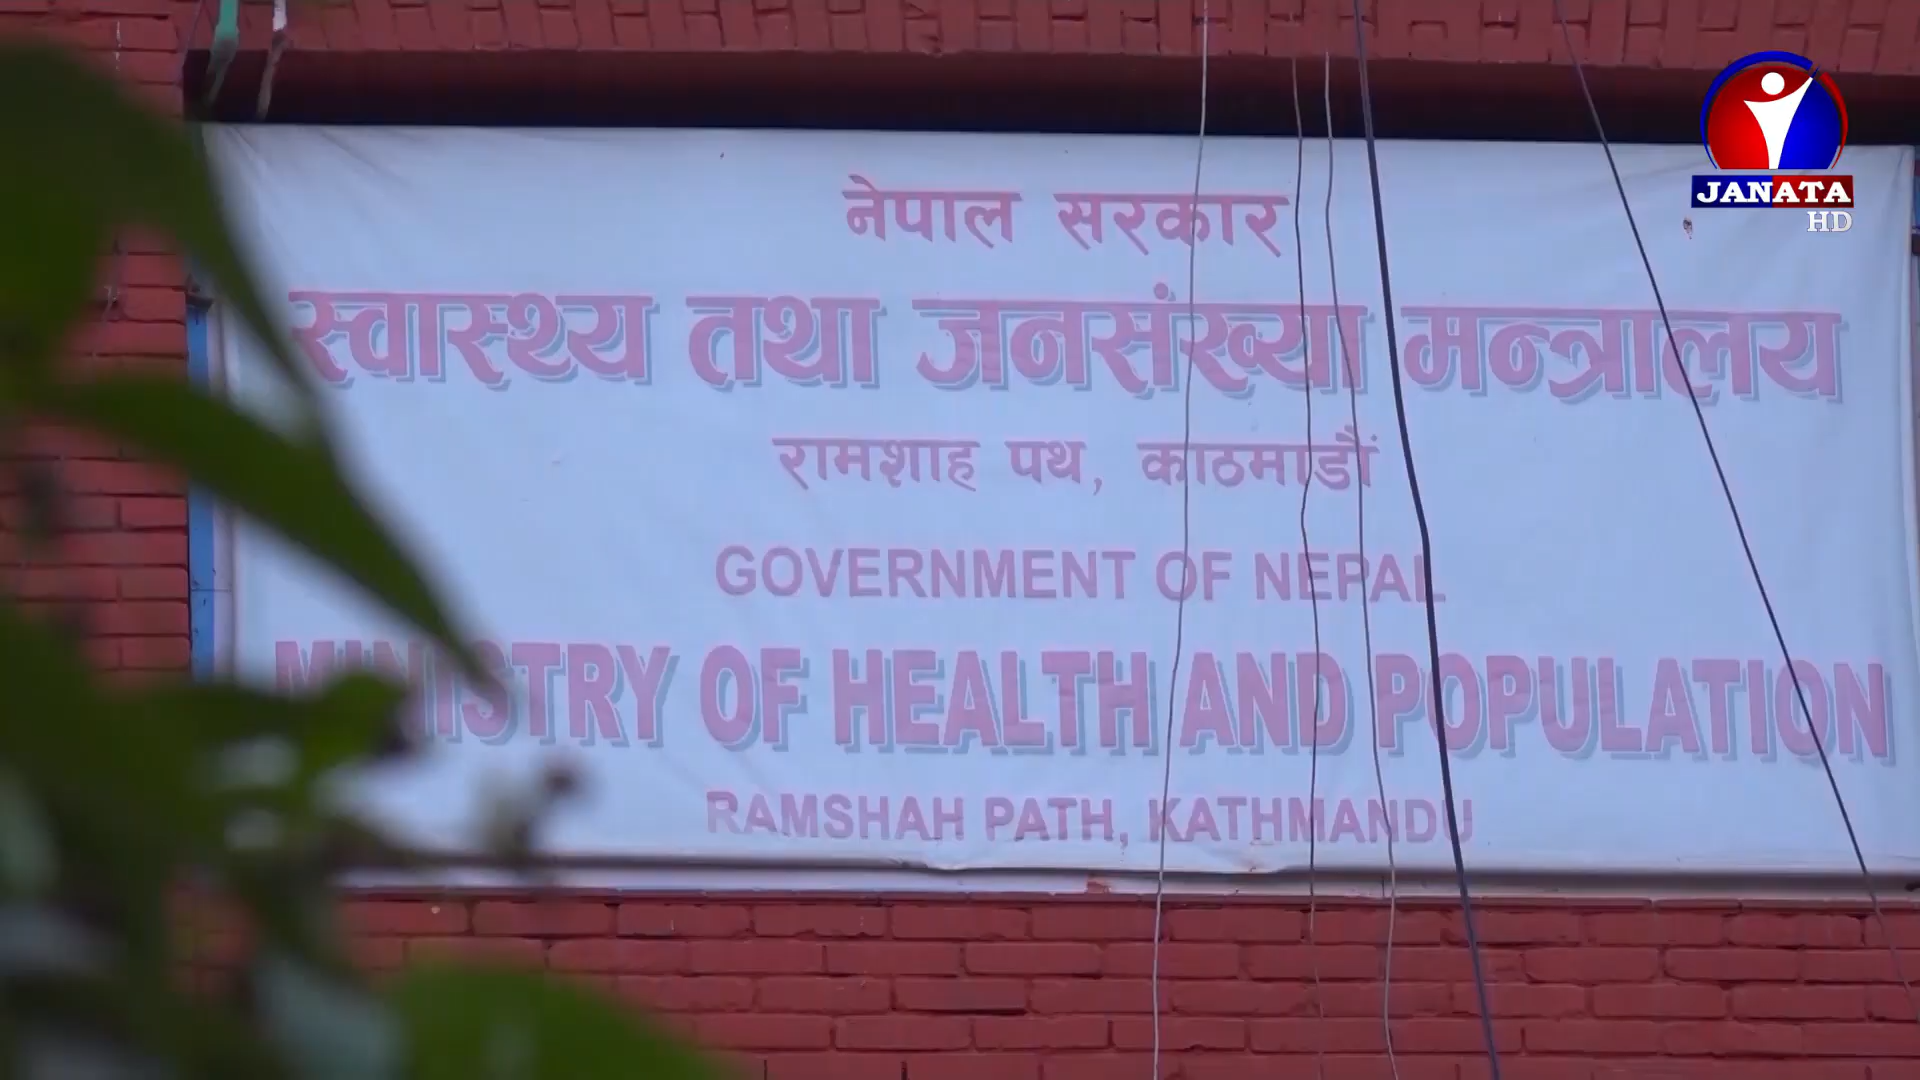 नेपाल सरकार
स्वास्थ्य तथा जनसंख्या मन्त्रालय
रामशाह पथ, काठमाडौं
GOVERNMENT OF NEPAL
MINISTRY OF HEALTH AND POPULATION
RAMSHAH PATH, KATHMANDU
JANATA
HD